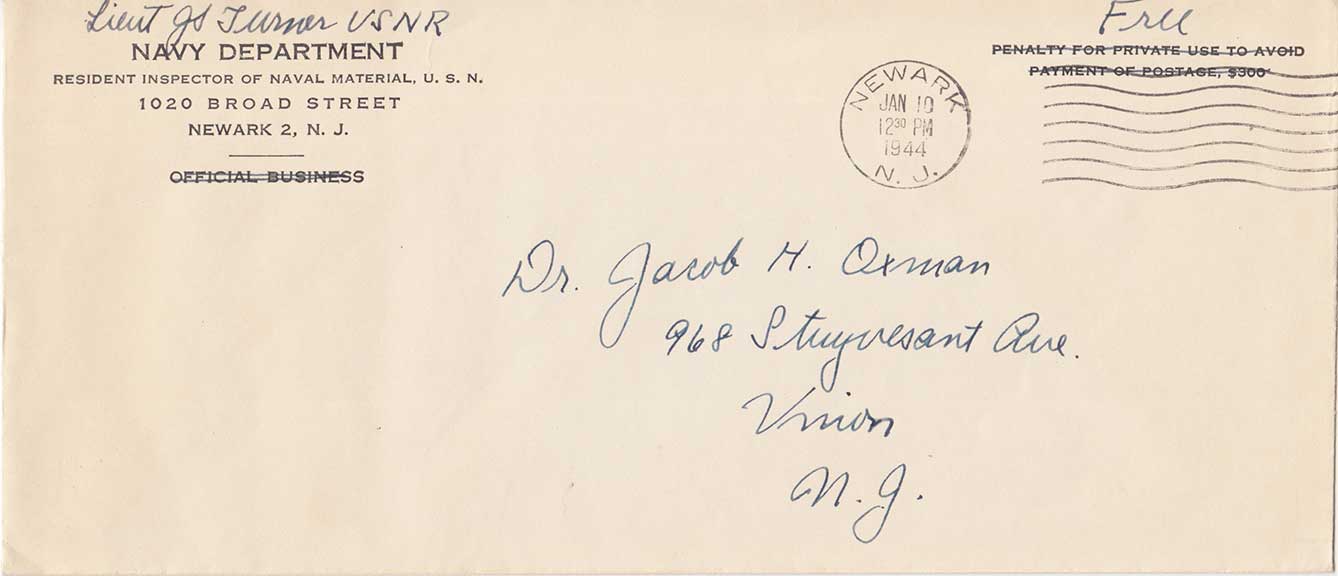 Lieut JG Turner USNR
NAVY DEPARTMENT
RESIDENT INSPECTOR OF NAVAL MATERIAL, U. S. N.
1020 BROAD STREET
NEWARK 2, N. J.
OFFICIAL BUSINESS
Free
PENALTY FOR PRIVATE USE TO AVOID
PAYMENT OF POSTAGE, $300
NEWARK
JAN 10
12 30 PM
1944
N. J.
Dr. Jacob H. Oxman
968 Stuyvesant Ave.
Union
N. J.